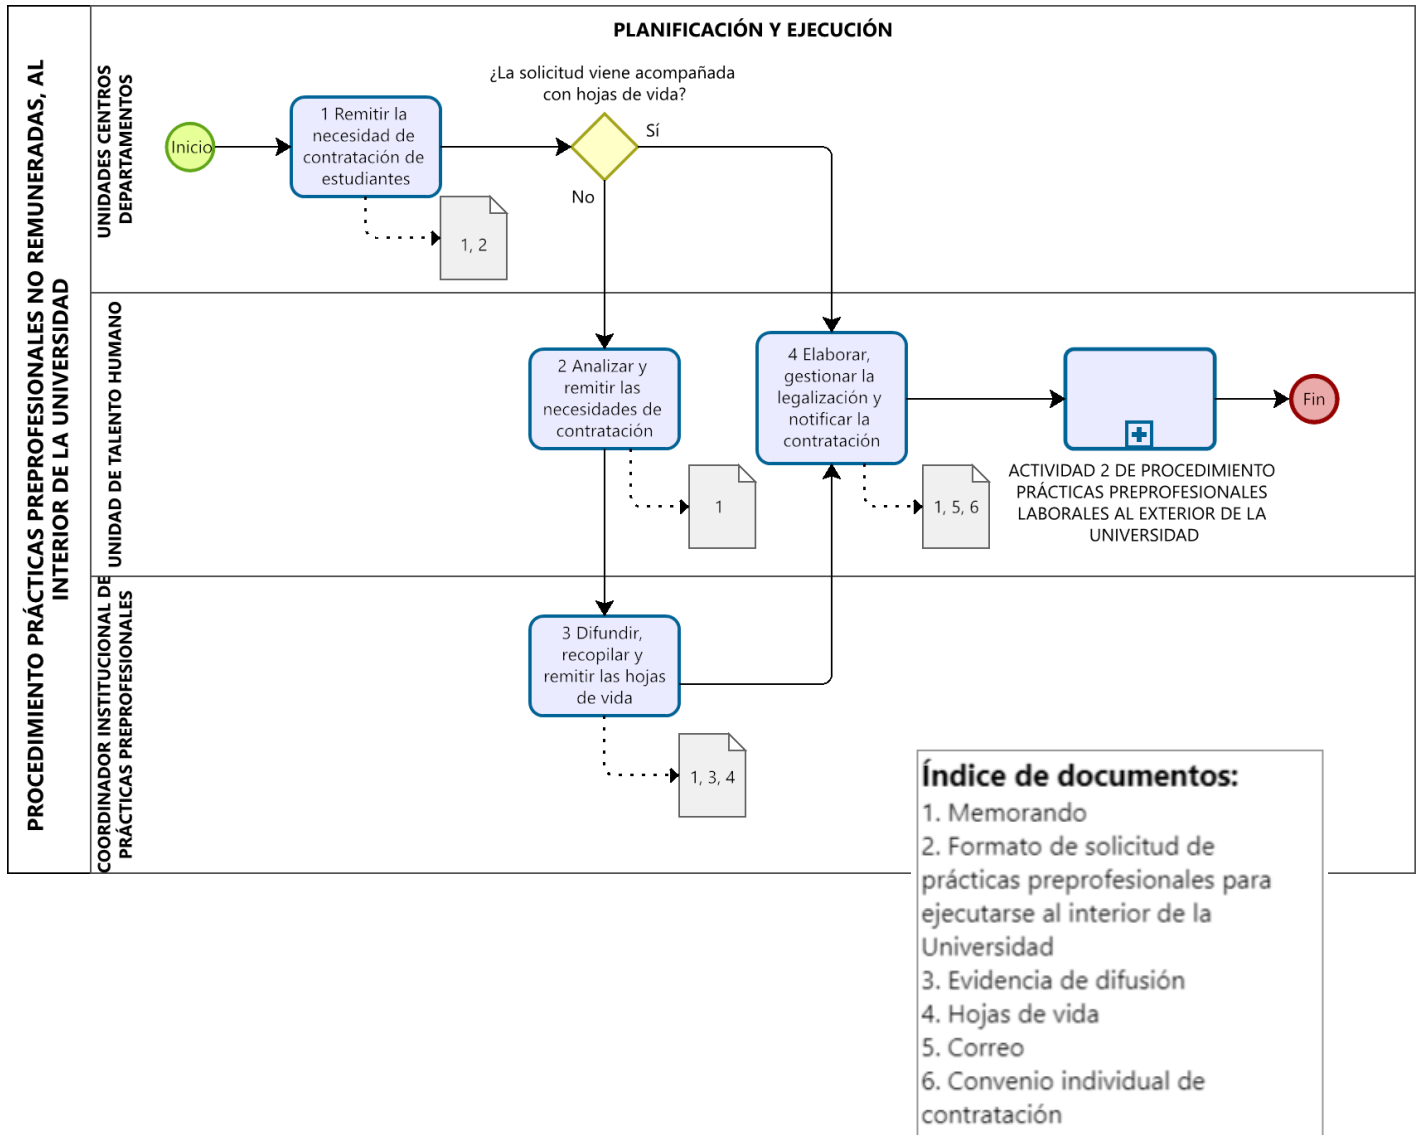 PROCEDIMIENTO PRÁCTICAS PREPROFESIONALES NO REMUNERADAS, AL
INTERIOR DE LA UNIVERSIDAD
PLANIFICACIÓN Y EJECUCIÓN
UNIDADES CENTROS
DEPARTAMENTOS
Inicio
1 Remitir la
necesidad de
contratación de
estudiantes
1, 2
¿La solicitud viene acompañada
con hojas de vida?
Sí
No
UNIDAD DE TALENTO HUMANO
2 Analizar y
remitir las
necesidades de
contratación
1
4 Elaborar,
gestionar la
legalización y
notificar la
contratación
1, 5, 6
ACTIVIDAD 2 DE PROCEDIMIENTO
PRÁCTICAS PREPROFESIONALES
LABORALES AL EXTERIOR DE LA
UNIVERSIDAD
Fin
COORDINADOR INSTITUCIONAL DE
PRÁCTICAS PREPROFESIONALES
3 Difundir,
recopilar y
remitir las hojas
de vida
1, 3, 4
Índice de documentos:
1. Memorando
2. Formato de solicitud de
prácticas preprofesionales para
ejecutarse al interior de la
Universidad
3. Evidencia de difusión
4. Hojas de vida
5. Correo
6. Convenio individual de
contratación